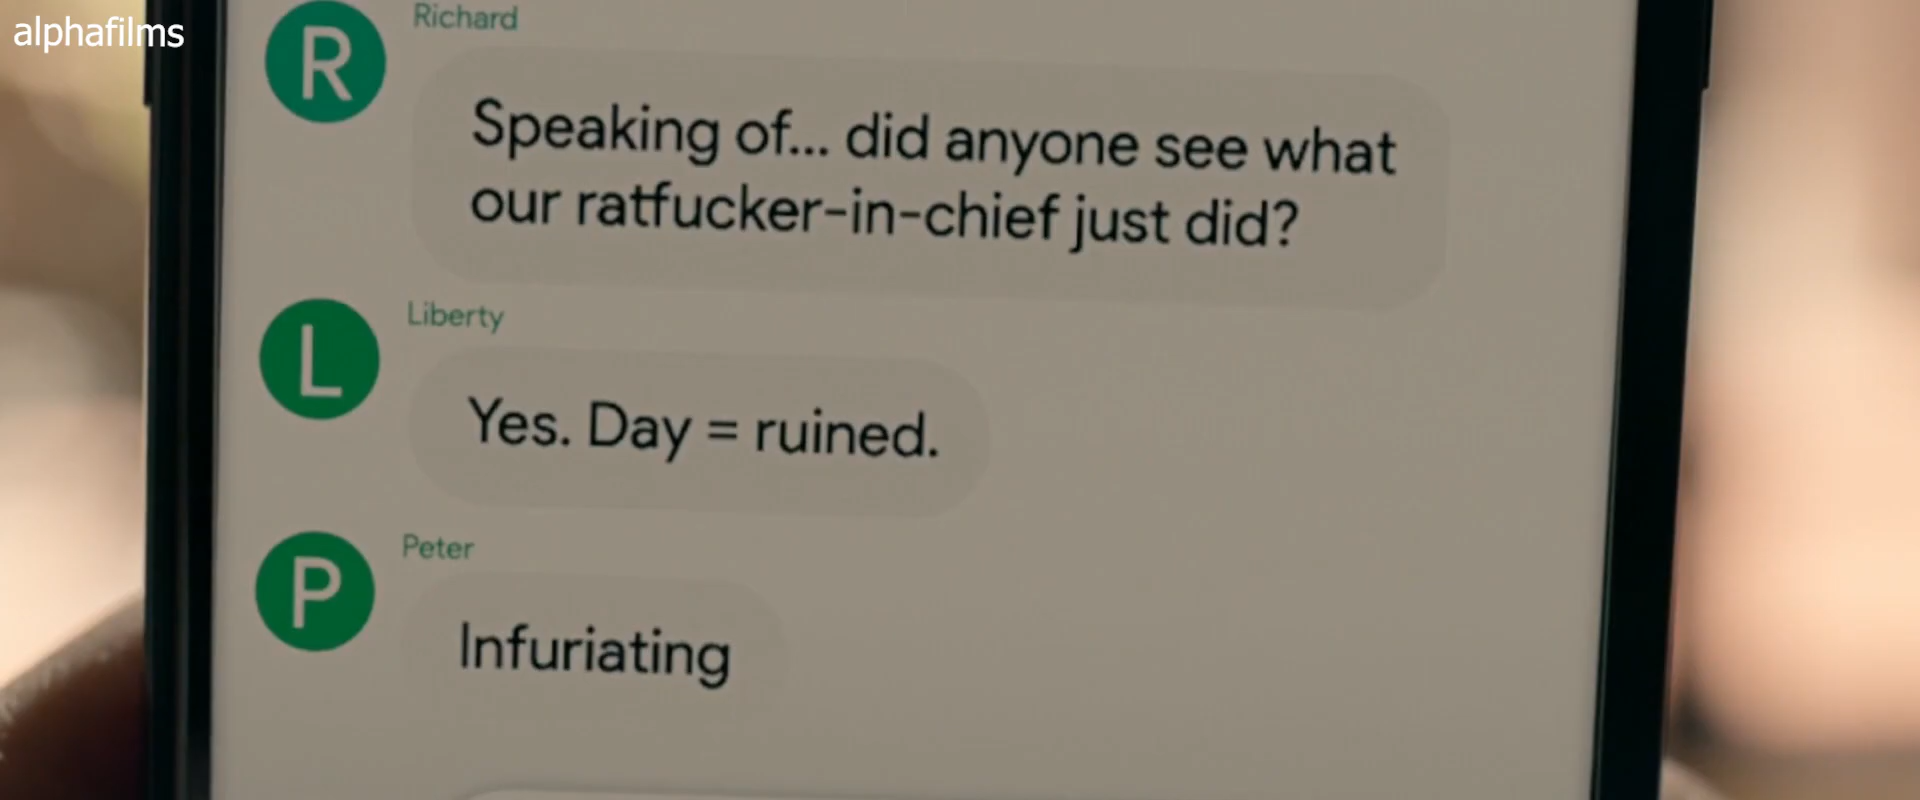 alphafilms
R
Richard
Speaking of... did anyone see what
our ratfucker-in-chief just did?
L
Liberty
Yes. Day = ruined.
P
Peter
Infuriating